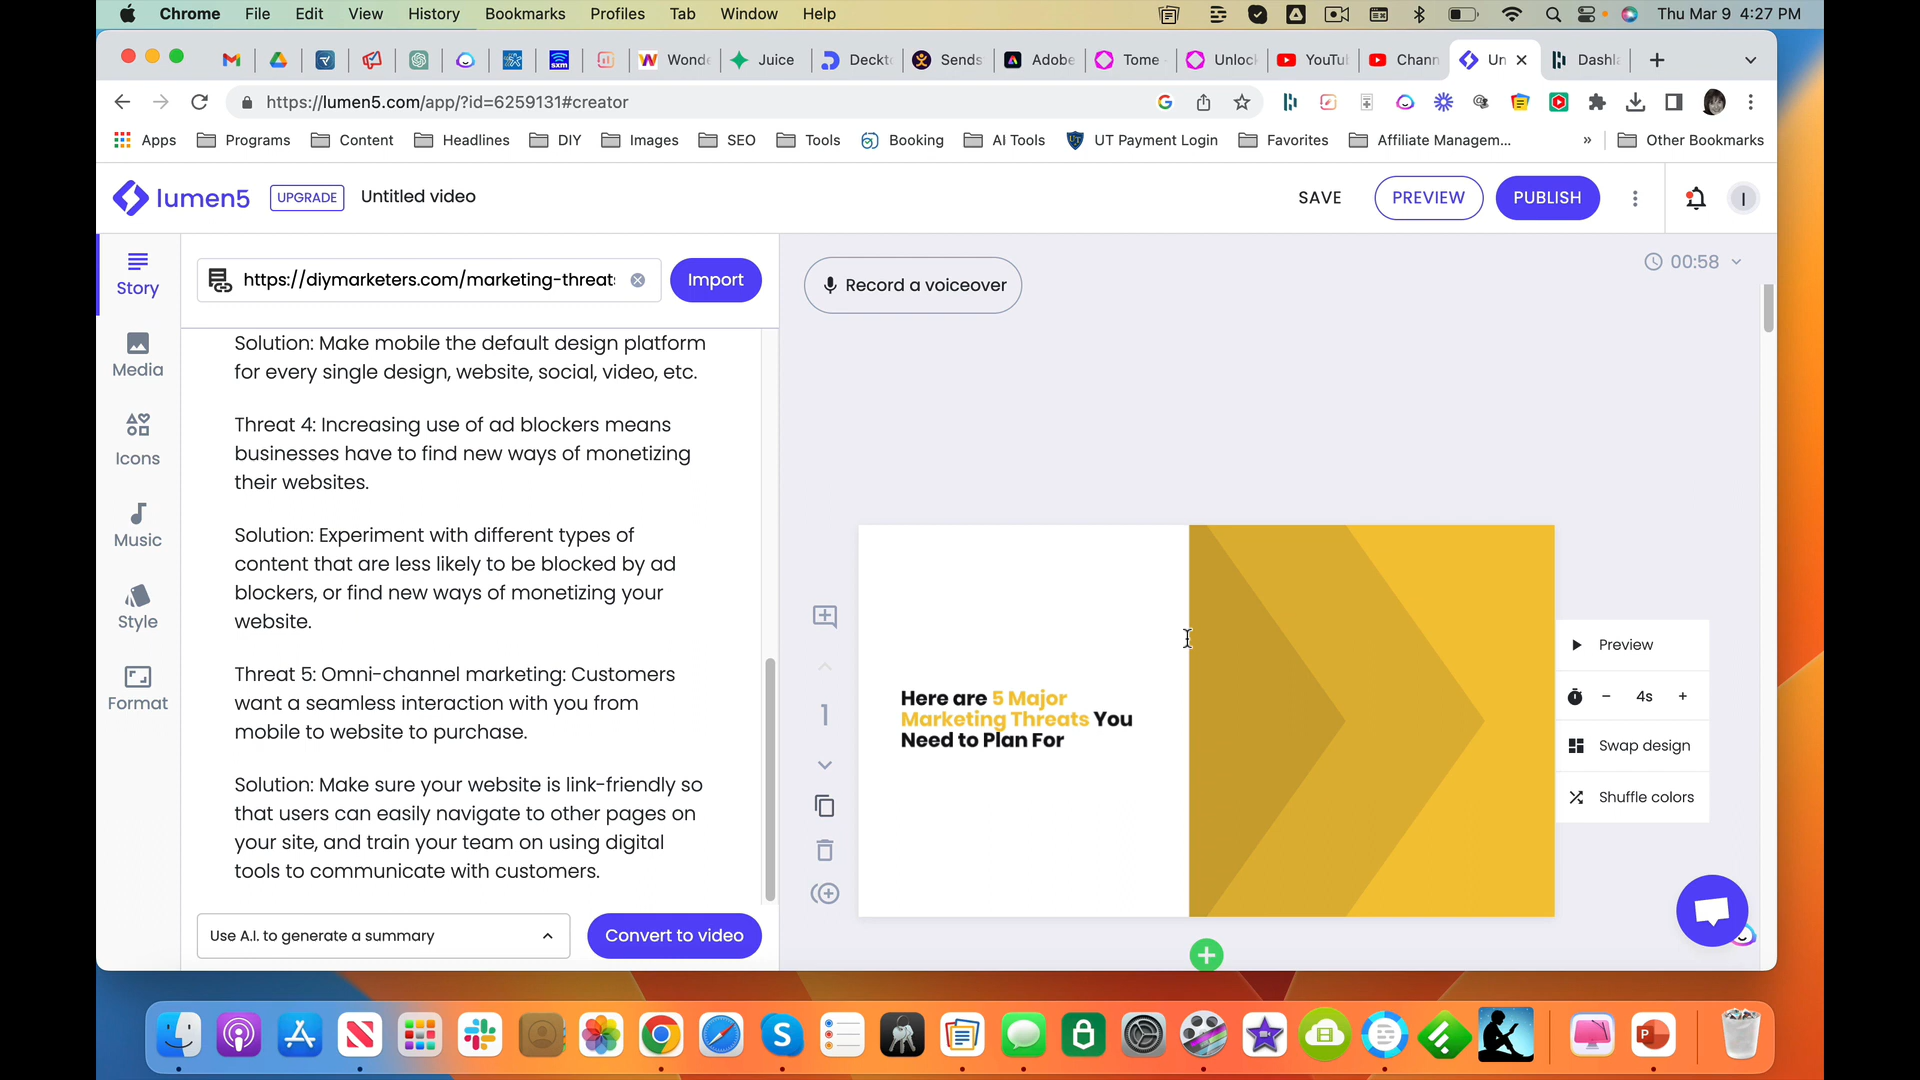 Chrome File Edit View History Bookmarks Profiles Tab Window Help Thu Mar 9 4:27 PM
Wond Juice Deckt Sends Adobe Tome Unloc YouTu Chann Un Dashl
https://lumen5.com/app/?id=6259131#creator
Apps Programs Content Headlines DIY Images SEO Tools Booking AI Tools UT Payment Login Favorites Affiliate Managem... » Other Bookmarks
lumen5 UPGRADE Untitled video SAVE PREVIEW PUBLISH I
Story
Media
Icons
Music
Style
Format
https://diymarketers.com/marketing-threats Import
Solution: Make mobile the default design platform
for every single design, website, social, video, etc.
Threat 4: Increasing use of ad blockers means
businesses have to find new ways of monetizing
their websites.
Solution: Experiment with different types of
content that are less likely to be blocked by ad
blockers, or find new ways of monetizing your
website.
Threat 5: Omni-channel marketing: Customers
want a seamless interaction with you from
mobile to website to purchase.
Solution: Make sure your website is link-friendly so
that users can easily navigate to other pages on
your site, and train your team on using digital
tools to communicate with customers.
Use A.I. to generate a summary Convert to video
Record a voiceover
00:58
1
Here are 5 Major
Marketing Threats You
Need to Plan For
Preview
− 4s +
Swap design
Shuffle colors